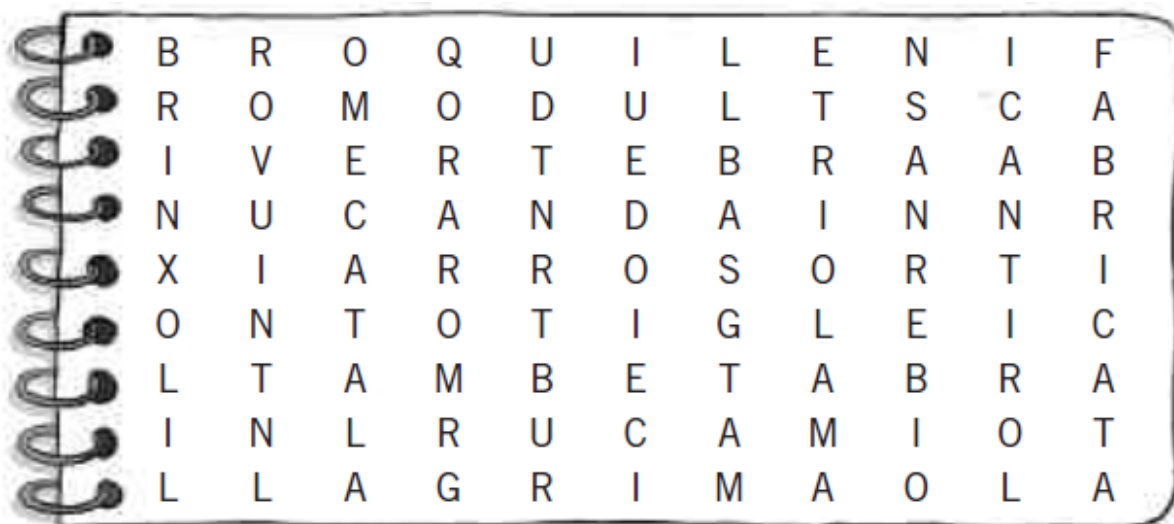 B R O Q U I L E N I F
R O M O D U L T S C A
I V E R T E B R A A B
N U C A N D A I N N R
X I A R R O S O R T I
O N T O T I G L E I C
L T A M B E T A B R A
I N L R U C A M I O T
L L A G R I M A O L A